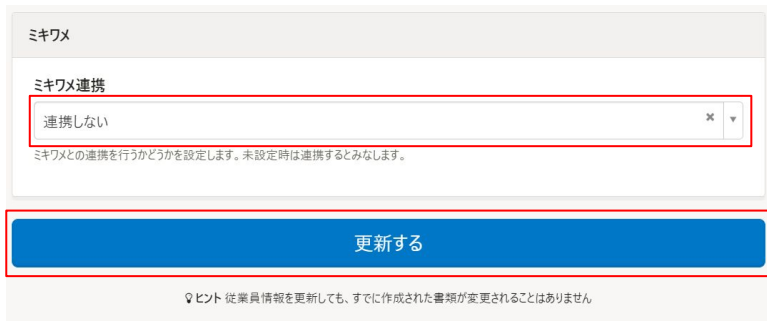 ミキワメ
ミキワメ連携
連携しない
ミキワメとの連携を行うかどうかを設定します。未設定時は連携するとみなします。
更新する
ヒント 従業員情報を更新しても、すでに作成された書類が変更されることはありません